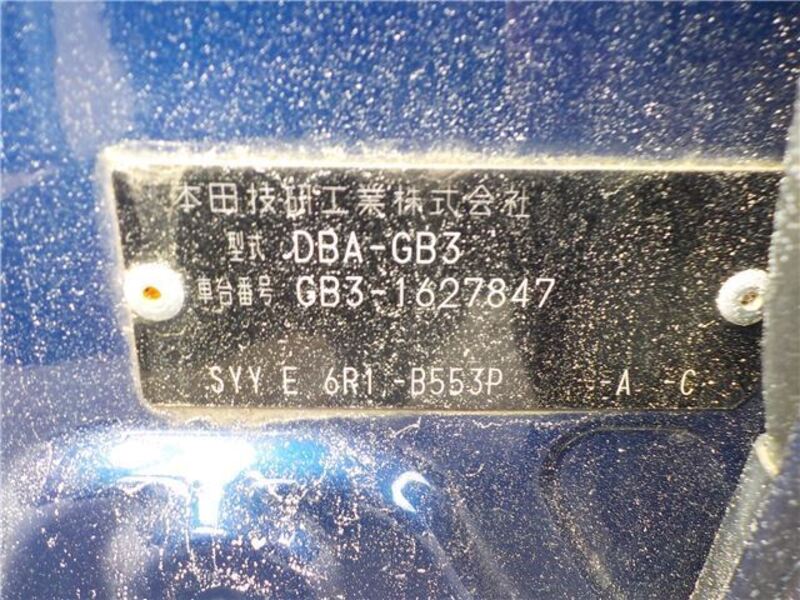 本田技研工業株式会社
型式 DBA-GB3
車台番号 GB3-1627847
SYY E 6R1 -B553P -A -C-